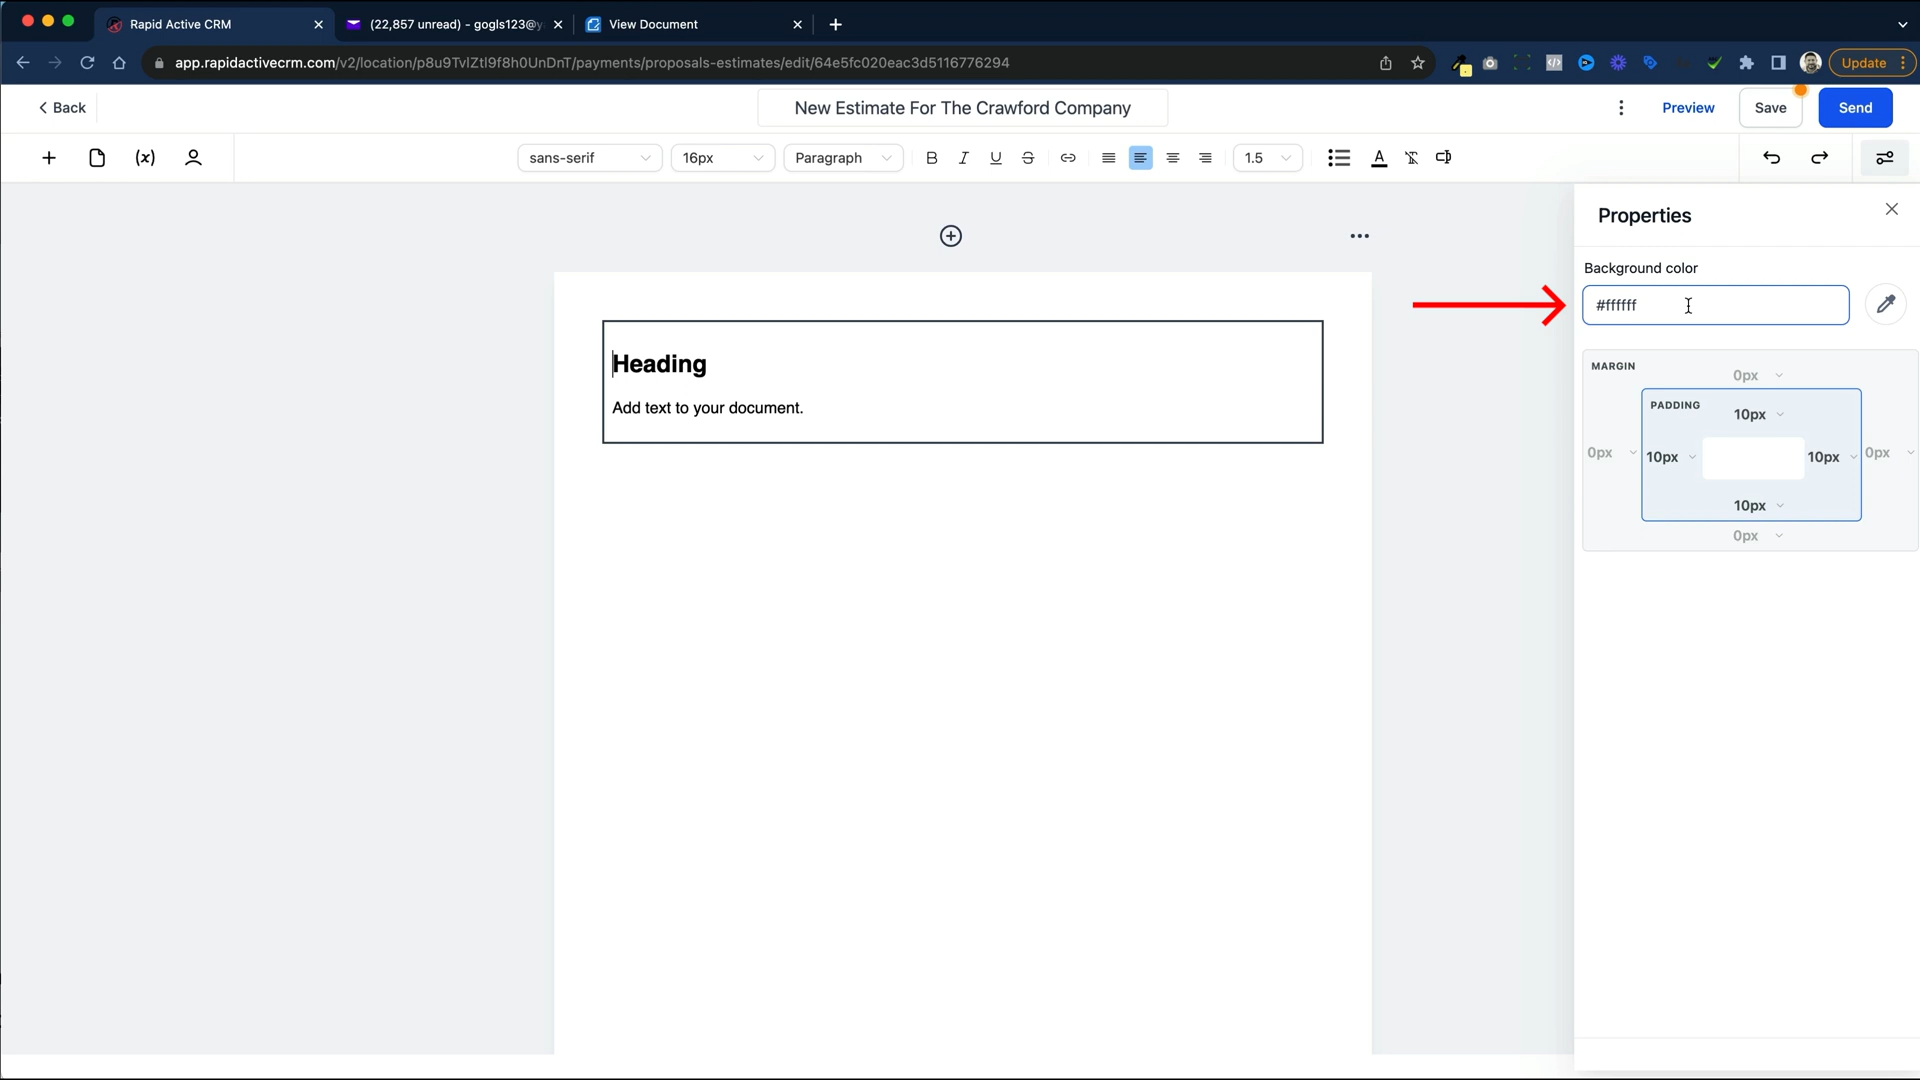 Rapid Active CRM
(22,857 unread) - gogls123@y
View Document
app.rapidactivecrm.com/v2/location/p8u9TvIZtl9f8h0UnDnT/payments/proposals-estimates/edit/64e5fc020eac3d5116776294
Update
Back
New Estimate For The Crawford Company
Preview
Save
Send
(x)
sans-serif
16px
Paragraph
B
I
U
S
1.5
A
Properties
Background color
#ffffff
Heading
Add text to your document.
MARGIN
0px
PADDING
10px
0px
10px
10px
0px
10px
0px